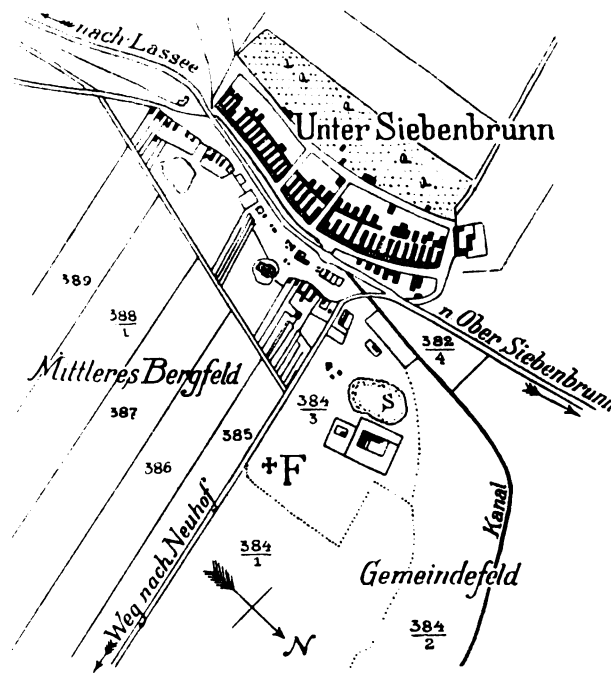 nach Lassee
Unter Siebenbrunn
389
388
1
n. Ober Siebenbrunn
382
4
Mittleres Bergfeld
387
384
3
S
385
386
F
Kanal
Weg nach Neuhof
384
1
Gemeindefeld
384
2
N